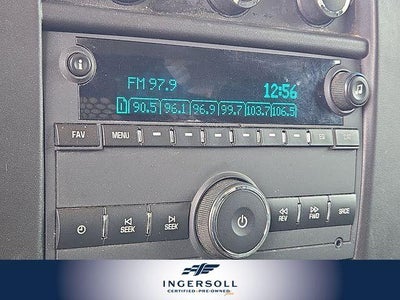 FM 97.9 12:56
1 90.5 96.1 96.9 99.7 103.7 106.5
FAV MENU
SEEK SEEK REV FWD SRCE
INGERSOLL
CERTIFIED PRE-OWNED